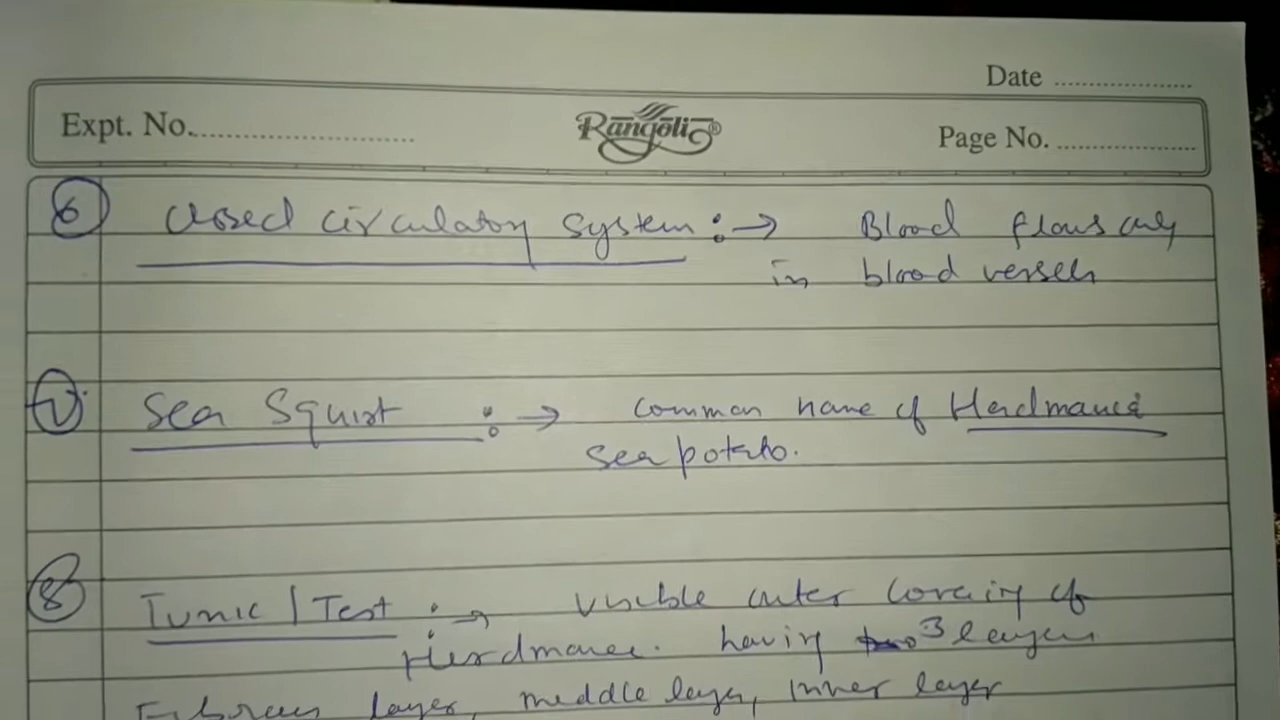 Date
Expt. No.
Rangoli®
Page No.
6 Closed circulatory system :→ Blood flows only
in blood vessels
7 Sea Squirt :→ common name of Herdmania
sea potato.
8 Tunic / Test :→ visible outer covering of
Herdmania. having two 3 layers
Fibrous layer, middle layer, inner layer